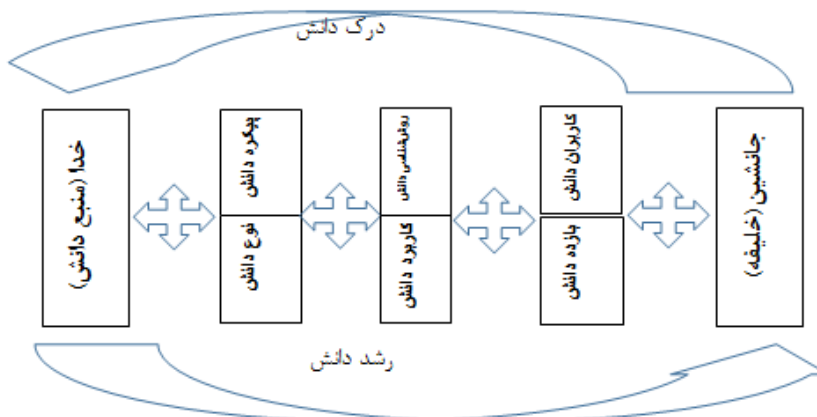 درک دانش
خدا (منبع دانش)
پیکره دانش
نوع دانش
روش‌شناسی دانش
کاربرد دانش
کاربران دانش
بازده دانش
جانشین (خلیفه)
رشد دانش